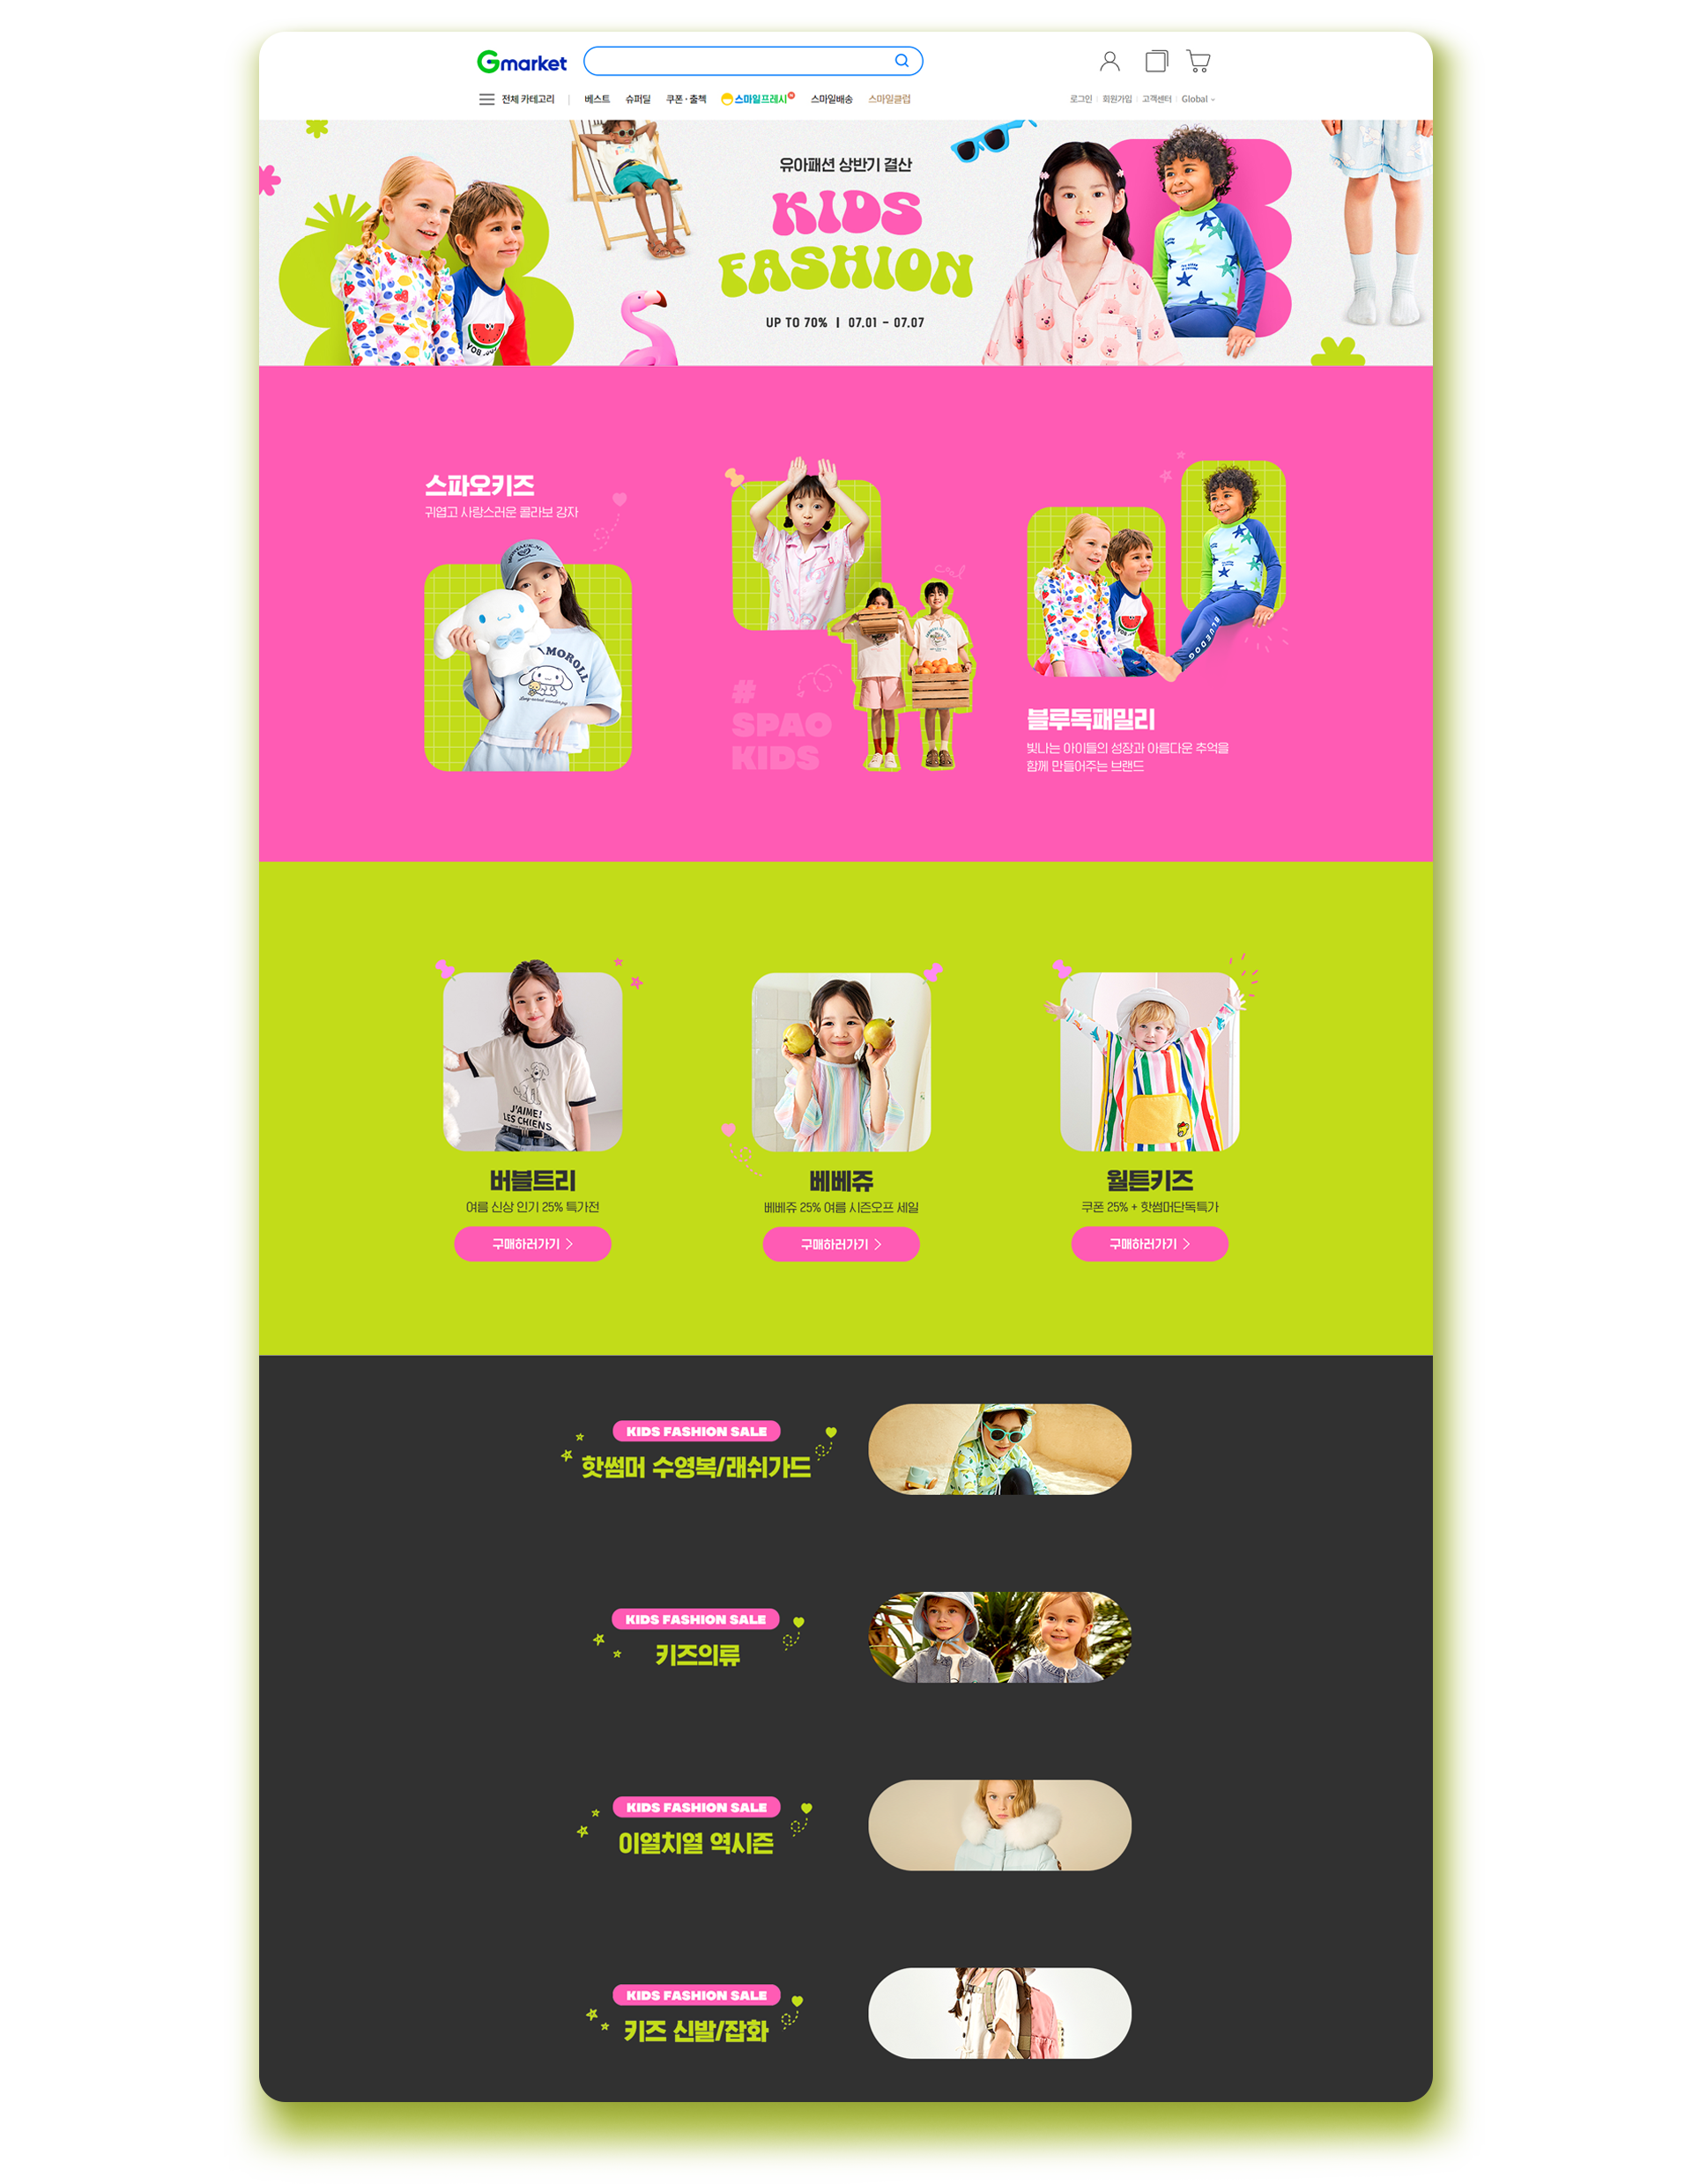 Gmarket
전체 카테고리 베스트 슈퍼딜 쿠폰·출첵 스마일프레시 스마일배송 스마일클럽
로그인 회원가입 고객센터 Global
유아패션 상반기 결산
KIDS
FASHION
UP TO 70% | 07.01 - 07.07
스파오키즈
귀엽고 사랑스러운 콜라보 강자
MOROLL
cool
#
SPAO
KIDS
BLUEDOG
블루독패밀리
빛나는 아이들의 성장과 아름다운 추억을
함께 만들어주는 브랜드
J'AIME!
LES CHIENS
버블트리
여름 신상 인기 25% 특가전
구매하러가기
베베쥬
베베쥬 25% 여름 시즌오프 세일
구매하러가기
월튼키즈
쿠폰 25% + 핫썸머단독특가
구매하러가기
KIDS FASHION SALE
핫썸머 수영복/래쉬가드
KIDS FASHION SALE
키즈의류
KIDS FASHION SALE
이열치열 역시즌
KIDS FASHION SALE
키즈 신발/잡화